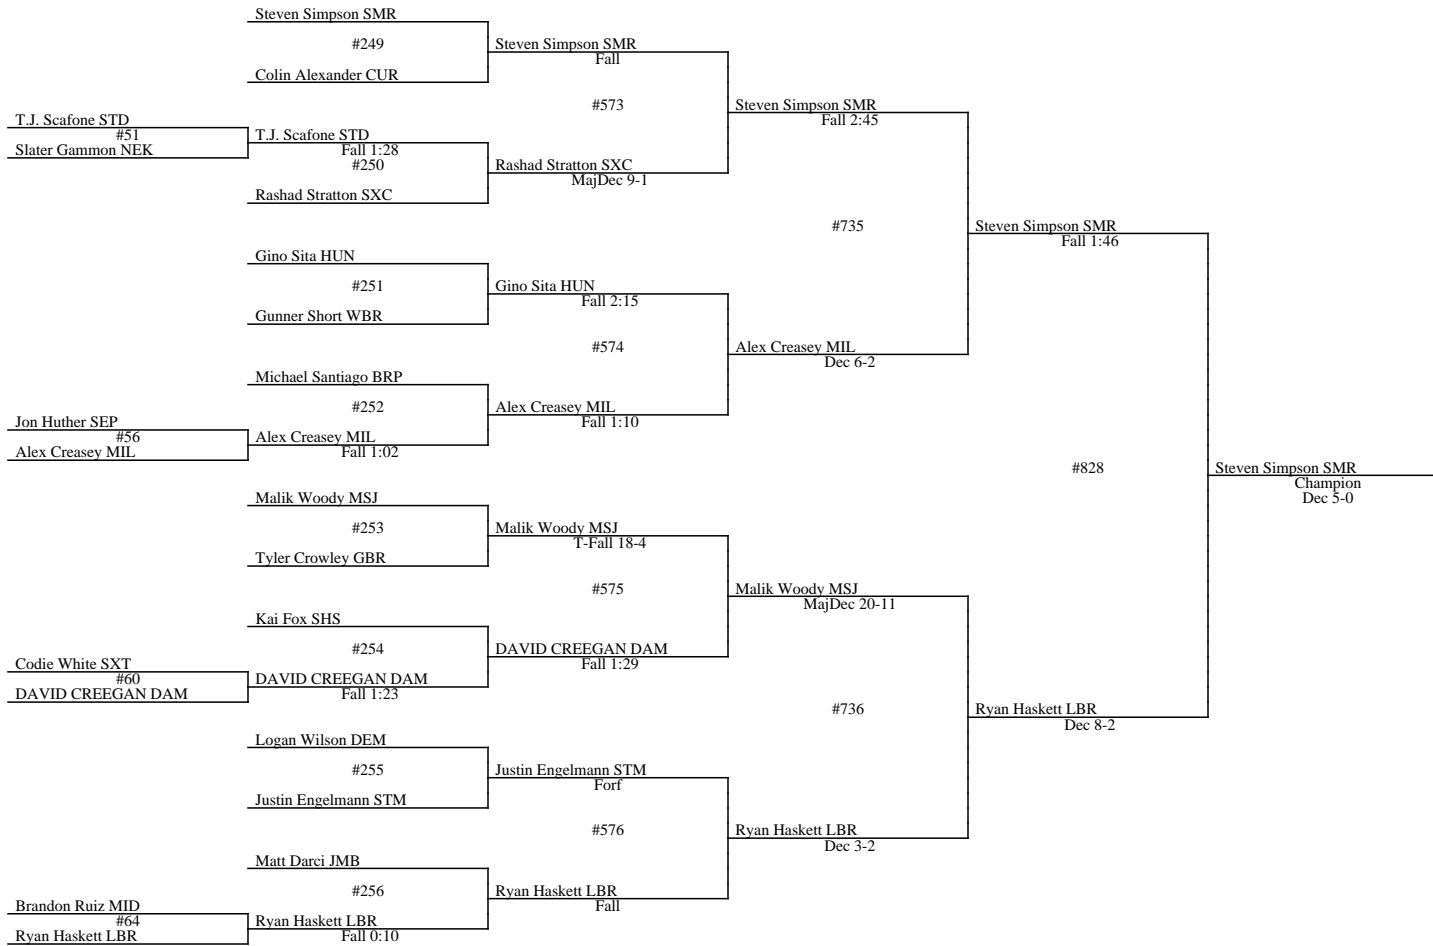 Steven Simpson SMR
#249
Steven Simpson SMR
Fall
Colin Alexander CUR
#573
Steven Simpson SMR
Fall 2:45
T.J. Scafone STD
#51
Slater Gammon NEK
T.J. Scafone STD
Fall 1:28
#250
Rashad Stratton SXC
MajDec 9-1
Rashad Stratton SXC
#735
Steven Simpson SMR
Fall 1:46
Gino Sita HUN
#251
Gino Sita HUN
Fall 2:15
Gunner Short WBR
#574
Alex Creasey MIL
Dec 6-2
Michael Santiago BRP
#252
Alex Creasey MIL
Fall 1:10
Jon Huther SEP
#56
Alex Creasey MIL
Alex Creasey MIL
Fall 1:02
#828
Steven Simpson SMR
Champion
Dec 5-0
Malik Woody MSJ
#253
Malik Woody MSJ
T-Fall 18-4
Tyler Crowley GBR
#575
Malik Woody MSJ
MajDec 20-11
Kai Fox SHS
#254
DAVID CREEGAN DAM
Fall 1:29
Codie White SXT
#60
DAVID CREEGAN DAM
DAVID CREEGAN DAM
Fall 1:23
#736
Ryan Haskett LBR
Dec 8-2
Logan Wilson DEM
#255
Justin Engelmann STM
Forf
Justin Engelmann STM
#576
Ryan Haskett LBR
Dec 3-2
Matt Darci JMB
#256
Ryan Haskett LBR
Fall
Brandon Ruiz MID
#64
Ryan Haskett LBR
Ryan Haskett LBR
Fall 0:10